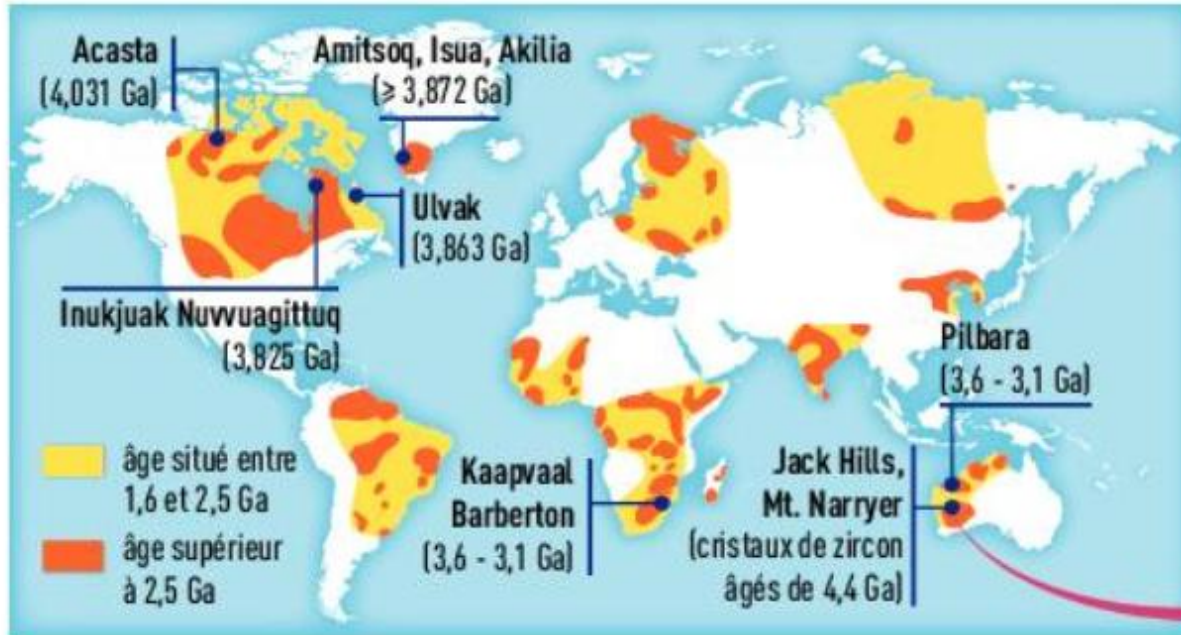 Acasta
(4,031 Ga)
Amitsoq, Isua, Akilia
(⩾ 3,872 Ga)
Ulvak
(3,863 Ga)
Inukjuak Nuvvuagittuq
(3,825 Ga)
Pilbara
(3,6 - 3,1 Ga)
âge situé entre
1,6 et 2,5 Ga
âge supérieur
à 2,5 Ga
Kaapvaal
Barberton
(3,6 - 3,1 Ga)
Jack Hills,
Mt. Narryer
(cristaux de zircon
âgés de 4,4 Ga)